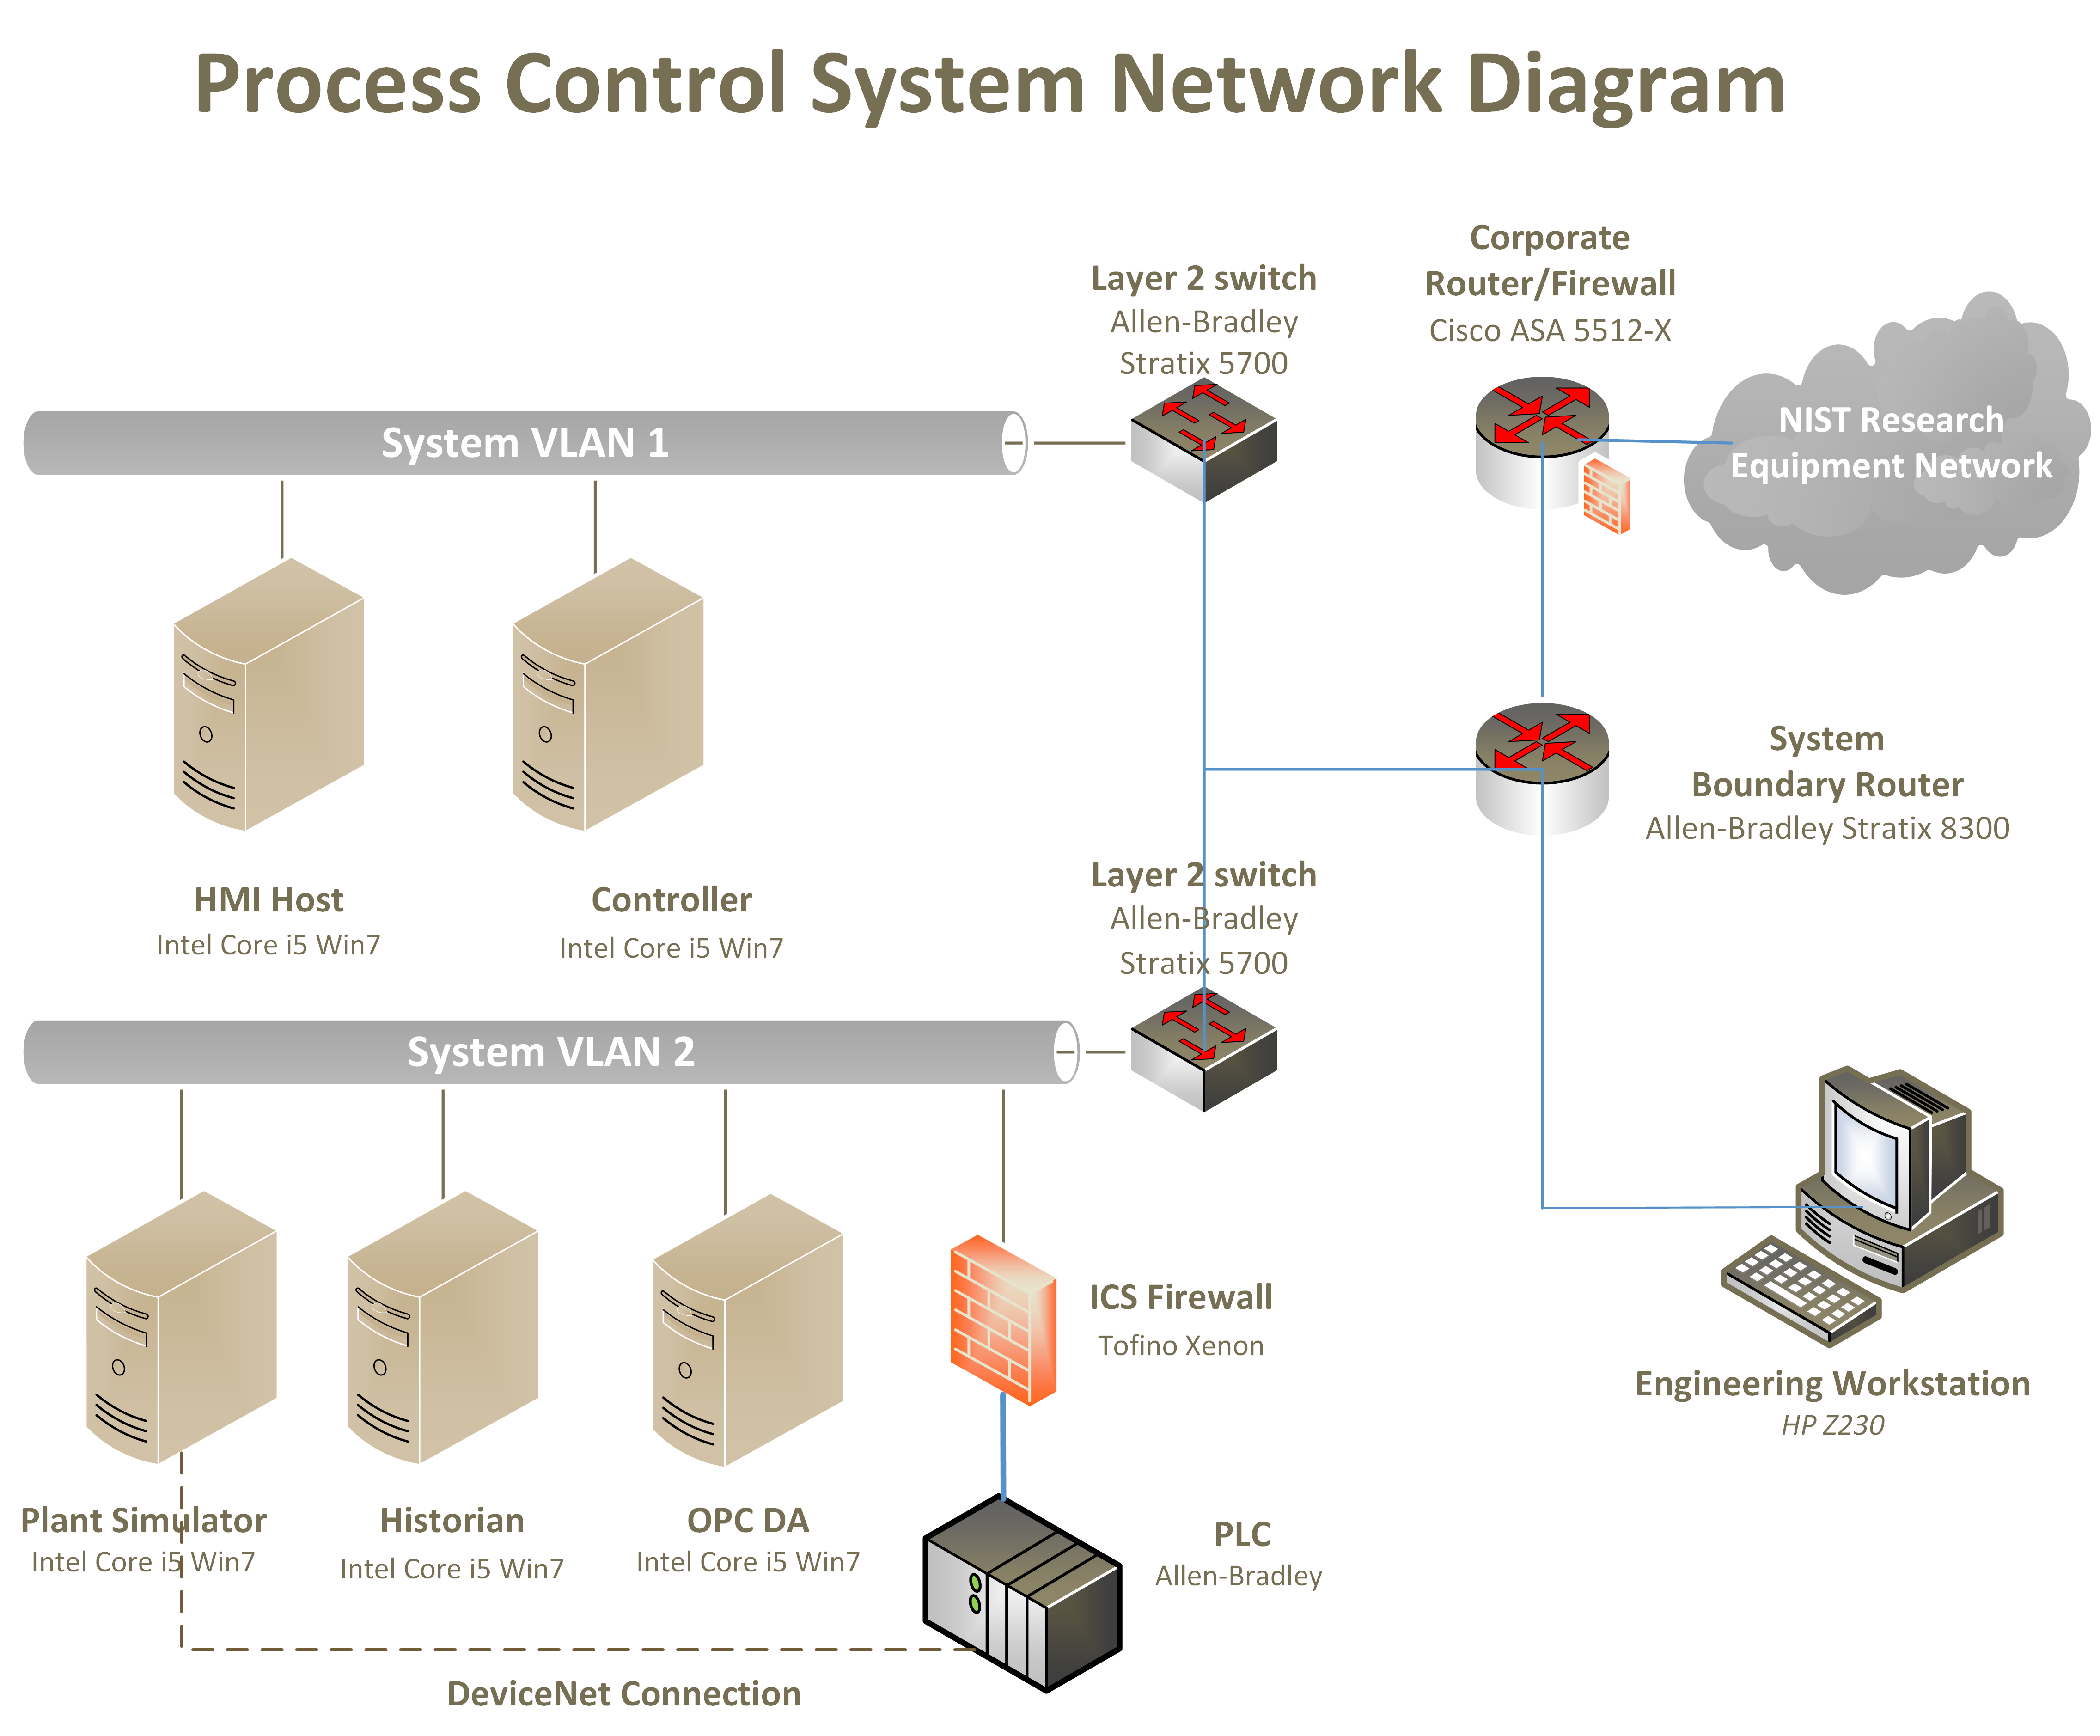 Process Control System Network Diagram
Corporate
Router/Firewall
Cisco ASA 5512-X
Layer 2 switch
Allen-Bradley
Stratix 5700
NIST Research
Equipment Network
System VLAN 1
System
Boundary Router
Allen-Bradley Stratix 8300
HMI Host
Intel Core i5 Win7
Controller
Intel Core i5 Win7
Layer 2 switch
Allen-Bradley
Stratix 5700
System VLAN 2
ICS Firewall
Tofino Xenon
Engineering Workstation
HP Z230
Plant Simulator
Intel Core i5 Win7
Historian
Intel Core i5 Win7
OPC DA
Intel Core i5 Win7
PLC
Allen-Bradley
DeviceNet Connection